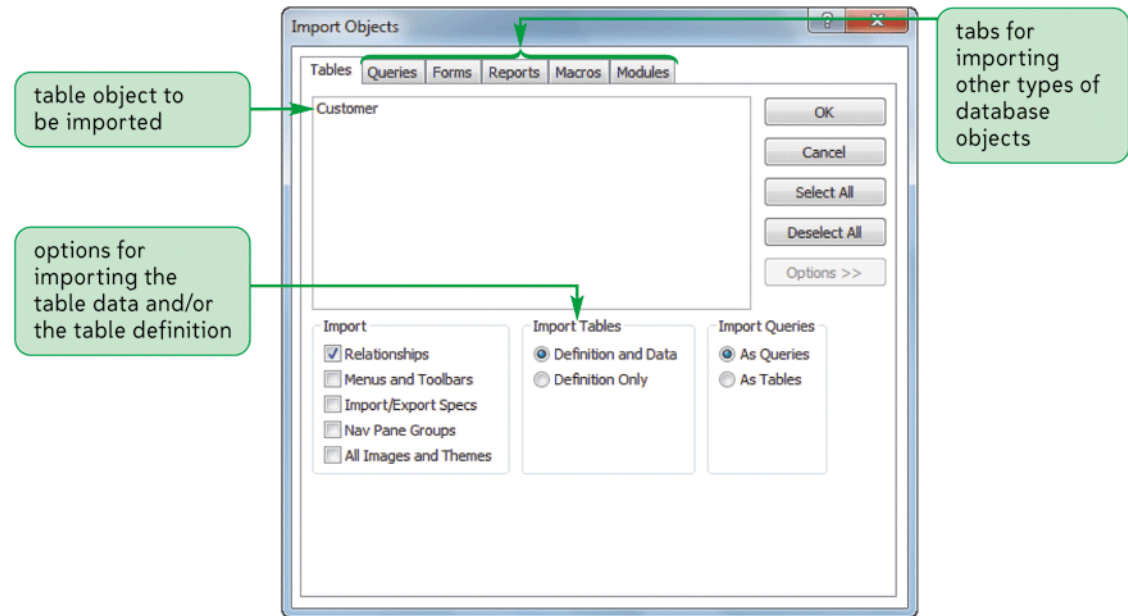 Import Objects
tabs for
importing
other types of
database
objects
Tables Queries Forms Reports Macros Modules
table object to
be imported
Customer
OK
Cancel
Select All
Deselect All
Options >>
options for
importing the
table data and/or
the table definition
Import
Relationships
Menus and Toolbars
Import/Export Specs
Nav Pane Groups
All Images and Themes
Import Tables
Definition and Data
Definition Only
Import Queries
As Queries
As Tables